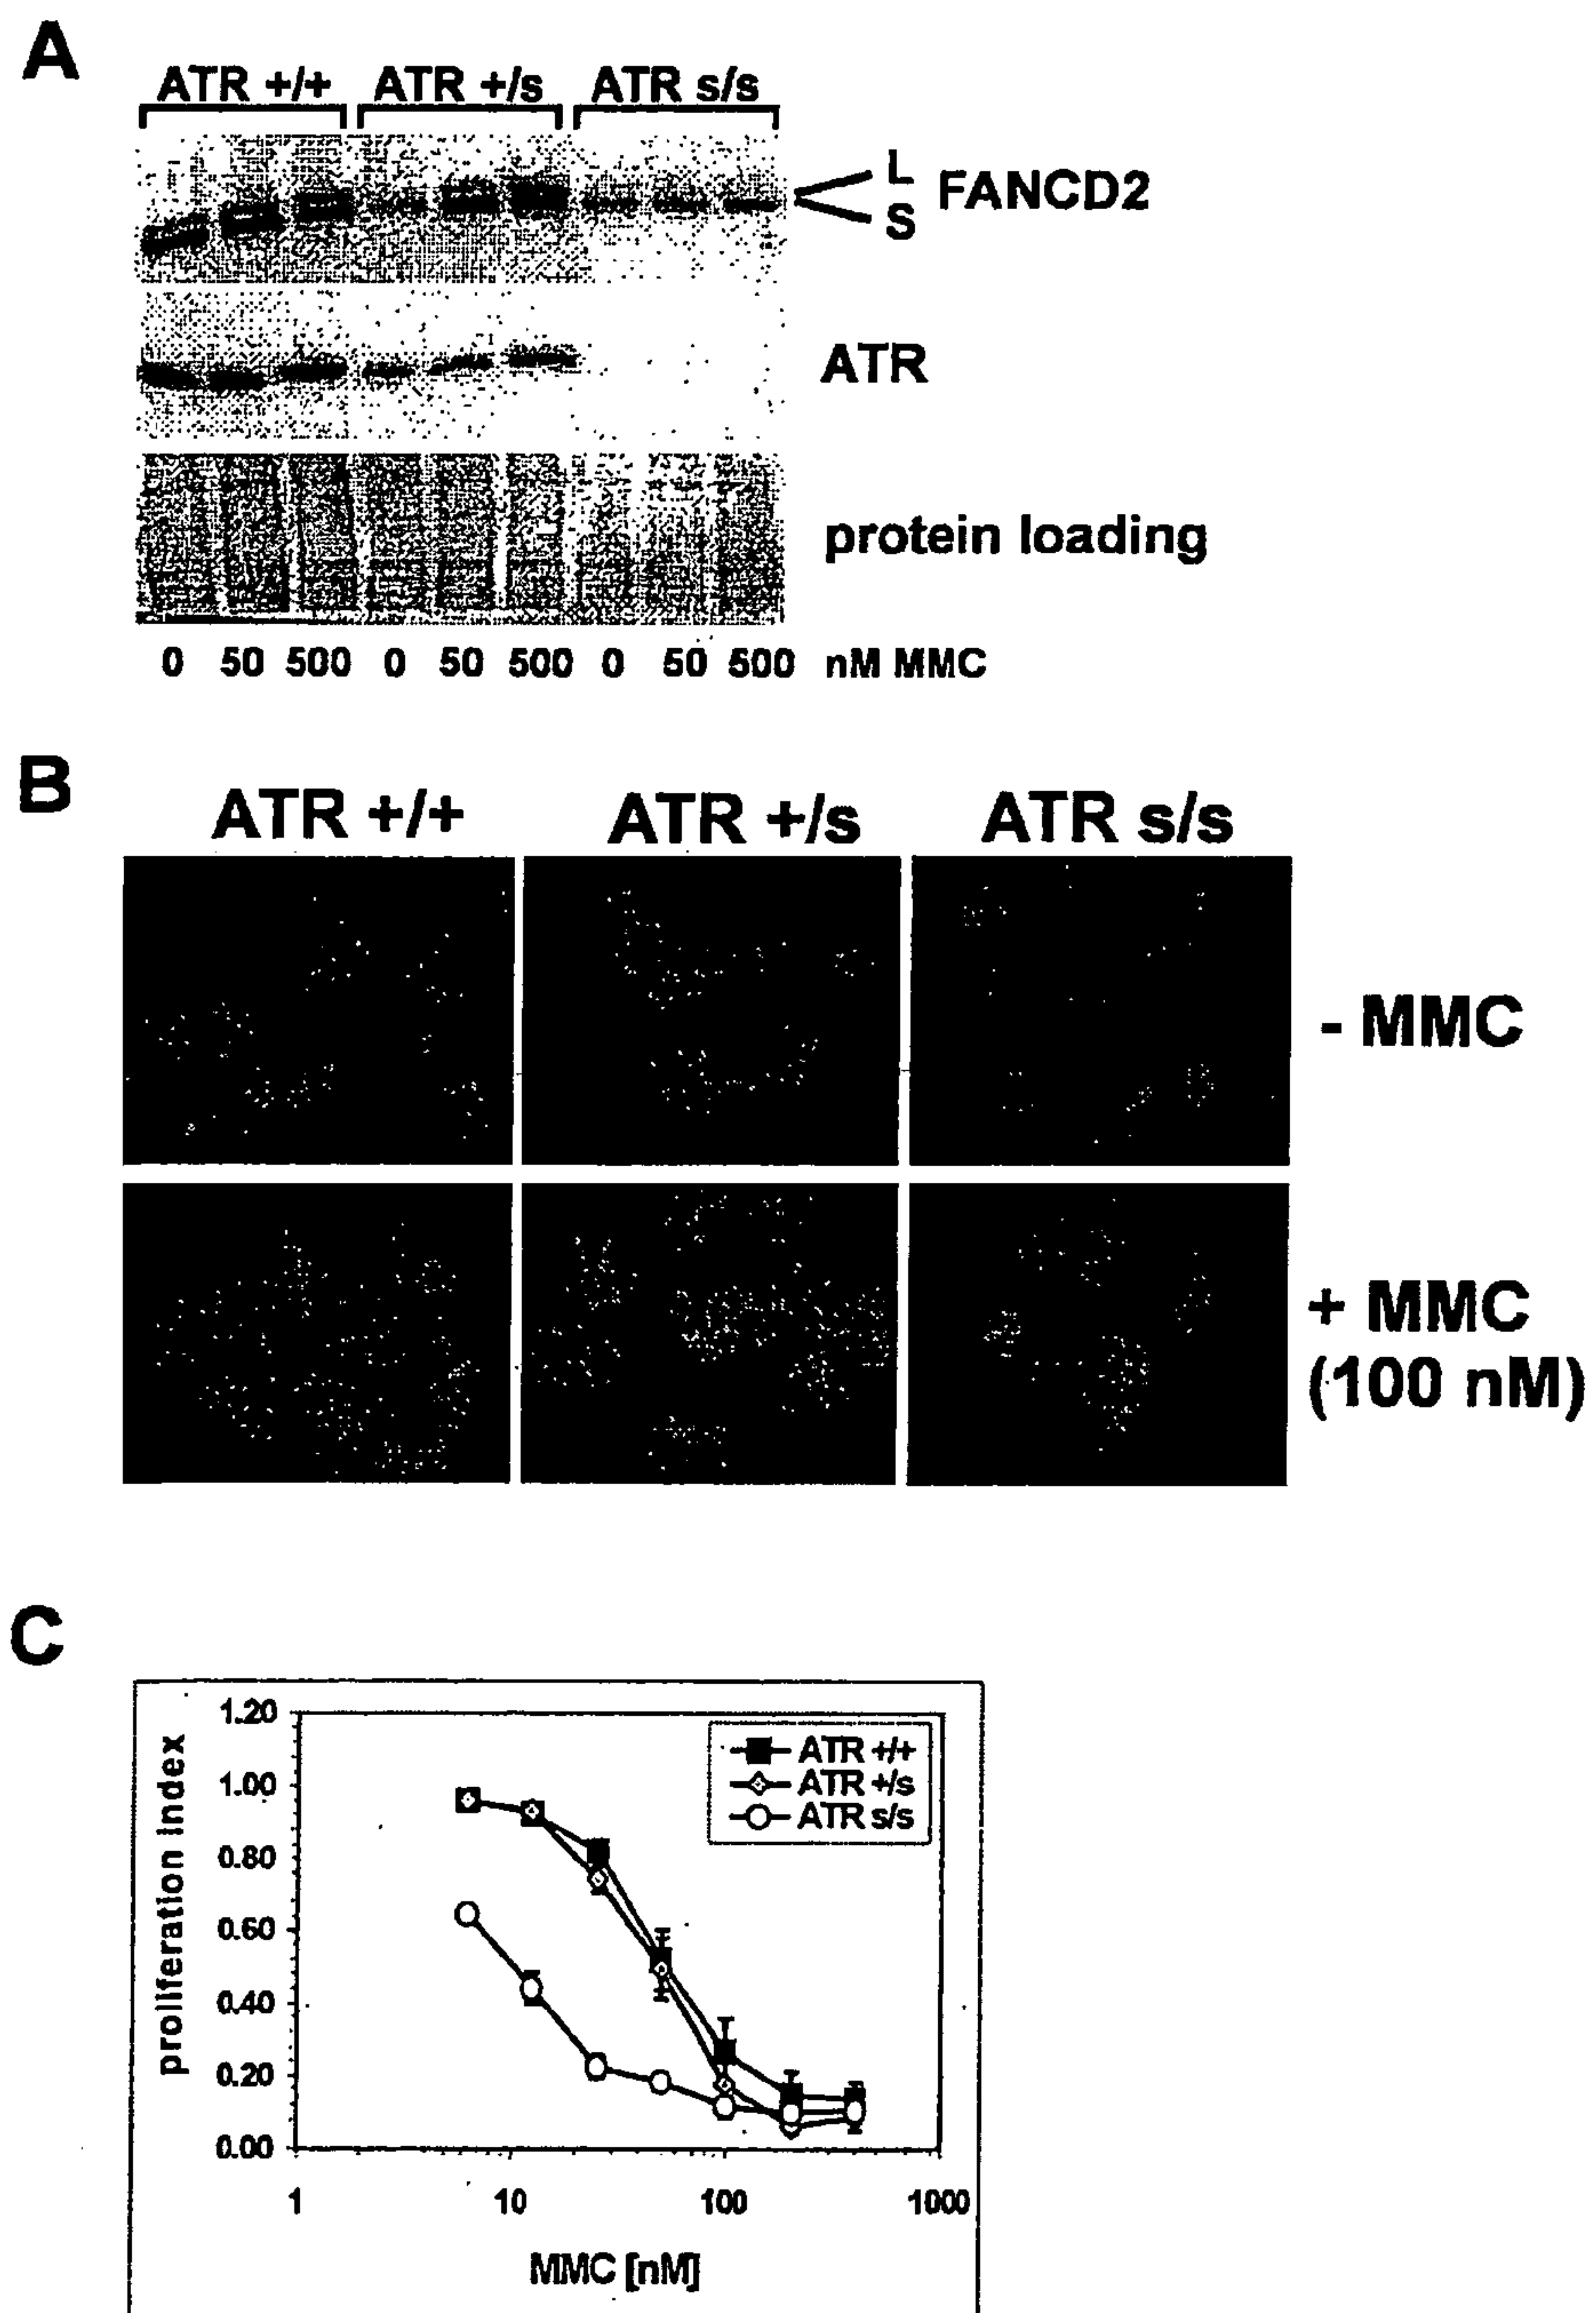 A
ATR +/+ ATR +/s ATR s/s
L
S
FANCD2
ATR
protein loading
0 50 500 0 50 500 0 50 500 nM MMC
B
ATR +/+ ATR +/s ATR s/s
- MMC
+ MMC
(100 nM)
C
proliferation index
1.20
1.00
0.80
0.60
0.40
0.20
0.00
ATR +/+
ATR +/s
ATR s/s
1 10 100 1000
MMC [nM]